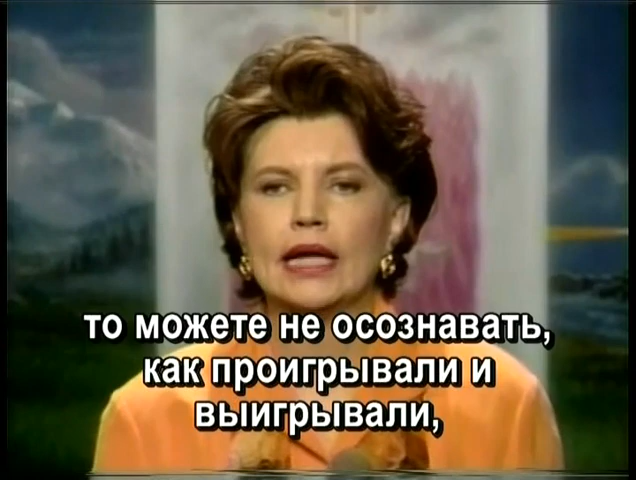 то можете не осознавать,
как проигрывали и
выигрывали,